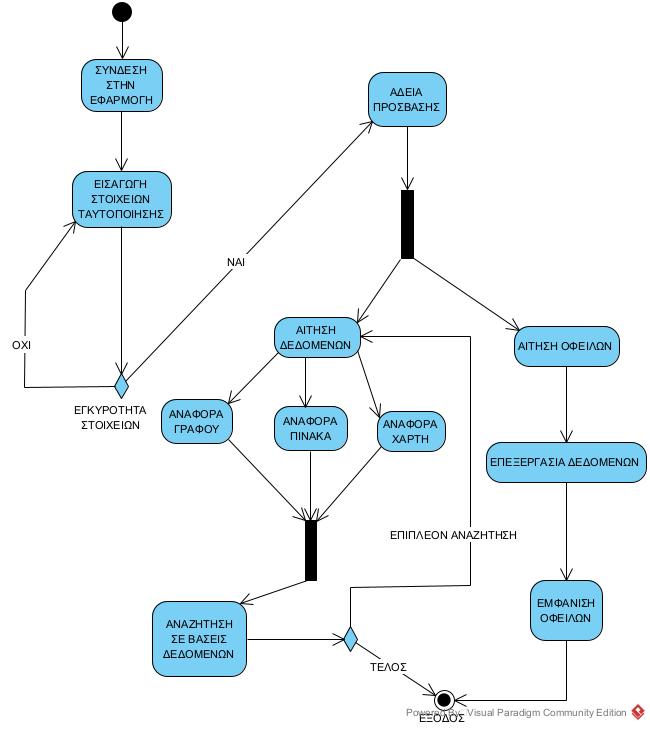 ΣΥΝΔΕΣΗ
ΣΤΗΝ
ΕΦΑΡΜΟΓΗ
ΕΙΣΑΓΩΓΗ
ΣΤΟΙΧΕΙΩΝ
ΤΑΥΤΟΠΟΙΗΣΗΣ
ΟΧΙ
ΕΓΚΥΡΟΤΗΤΑ
ΣΤΟΙΧΕΙΩΝ
ΝΑΙ
ΑΔΕΙΑ
ΠΡΟΣΒΑΣΗΣ
ΑΙΤΗΣΗ
ΔΕΔΟΜΕΝΩΝ
ΑΙΤΗΣΗ ΟΦΕΙΛΩΝ
ΑΝΑΦΟΡΑ
ΓΡΑΦΟΥ
ΑΝΑΦΟΡΑ
ΠΙΝΑΚΑ
ΑΝΑΦΟΡΑ
ΧΑΡΤΗ
ΕΠΕΞΕΡΓΑΣΙΑ ΔΕΔΟΜΕΝΩΝ
ΕΠΙΠΛΕΟΝ ΑΝΑΖΗΤΗΣΗ
ΕΜΦΑΝΙΣΗ
ΟΦΕΙΛΩΝ
ΑΝΑΖΗΤΗΣΗ
ΣΕ ΒΑΣΕΙΣ
ΔΕΔΟΜΕΝΩΝ
ΤΕΛΟΣ
Powered By: Visual Paradigm Community Edition
ΕΞΟΔΟΣ